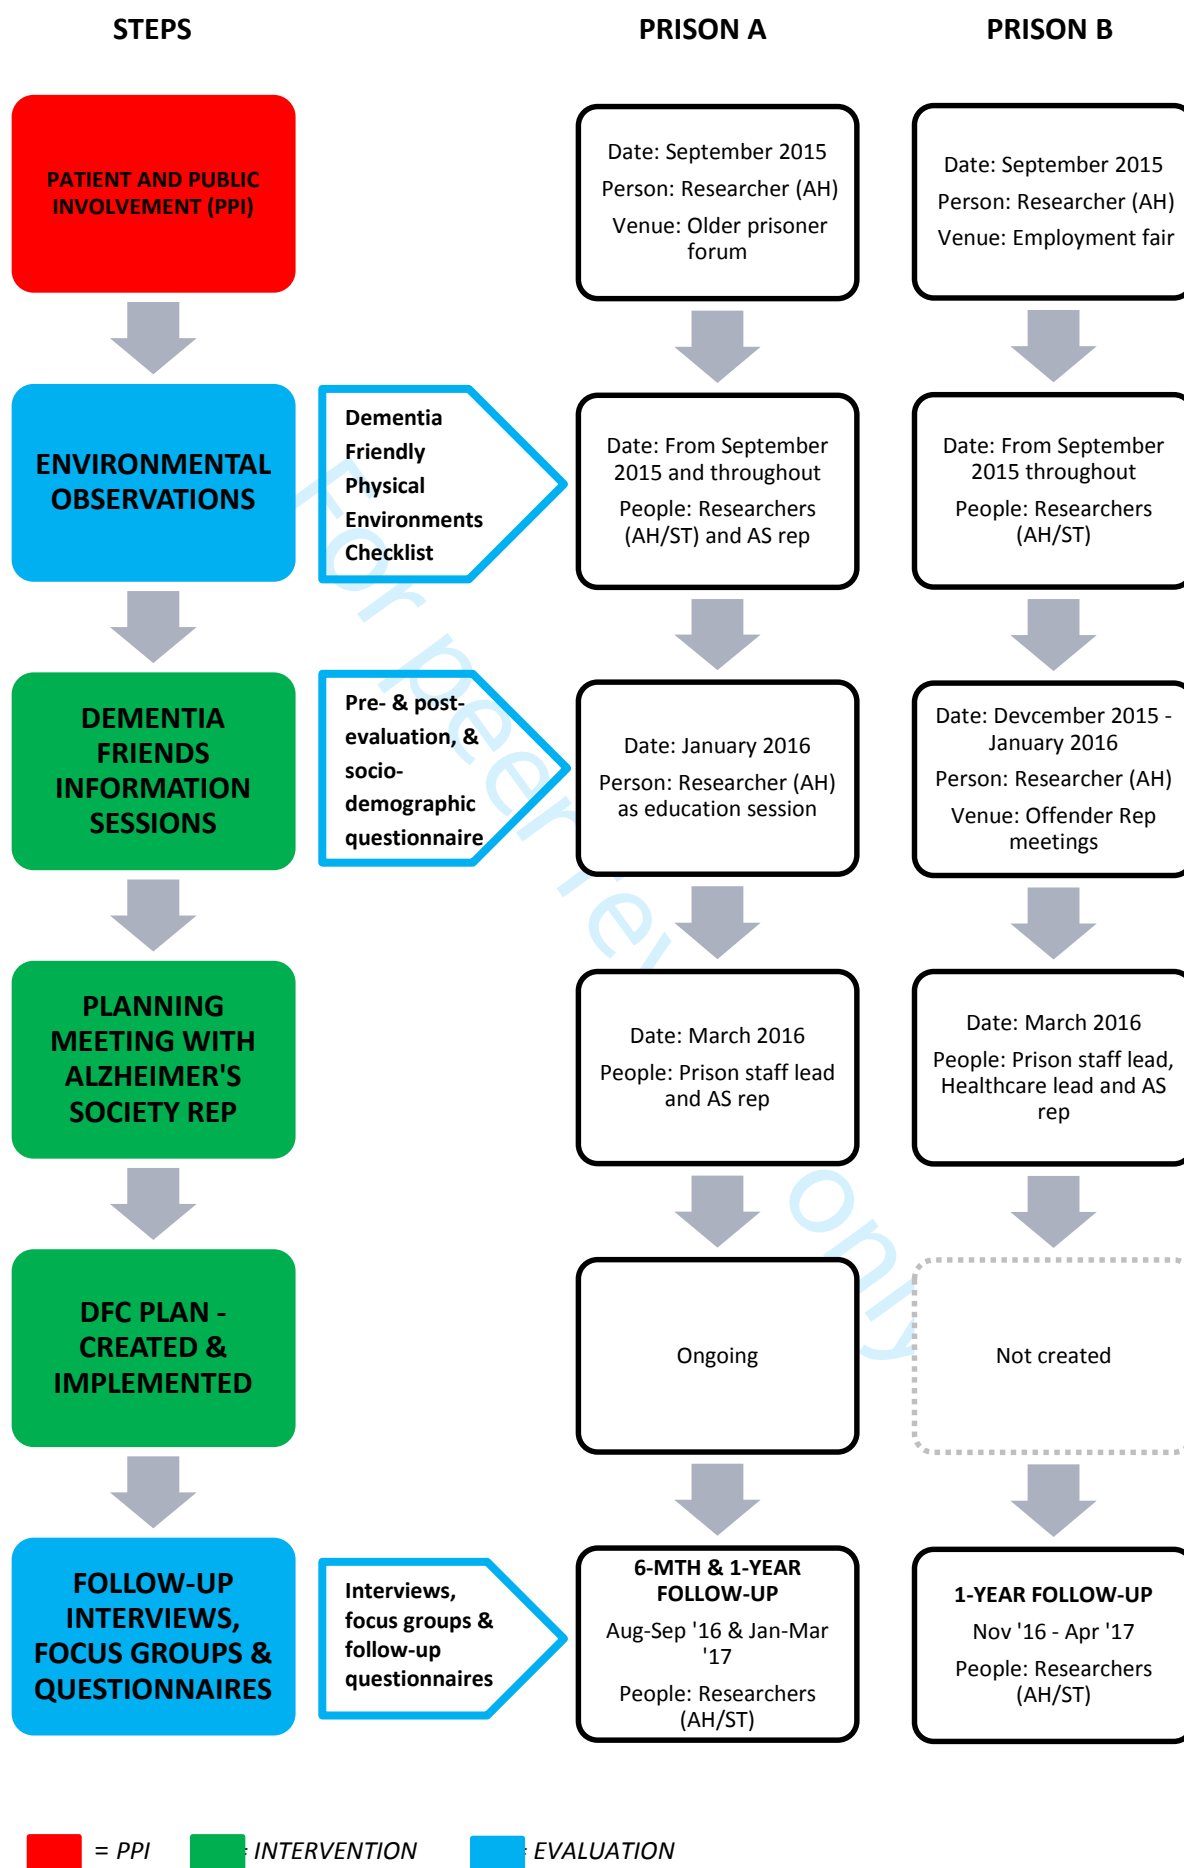 STEPS
PRISON A
PRISON B
PATIENT AND PUBLIC
INVOLVEMENT (PPI)
Date: September 2015
Person: Researcher (AH)
Venue: Older prisoner
forum
Date: September 2015
Person: Researcher (AH)
Venue: Employment fair
ENVIRONMENTAL
OBSERVATIONS
Dementia
Friendly
Physical
Environments
Checklist
Date: From September
2015 and throughout
People: Researchers
(AH/ST) and AS rep
Date: From September
2015 throughout
People: Researchers
(AH/ST)
DEMENTIA
FRIENDS
INFORMATION
SESSIONS
Pre- & post-
evaluation, &
socio-
demographic
questionnaire
Date: January 2016
Person: Researcher (AH)
as education session
Date: Devcember 2015 -
January 2016
Person: Researcher (AH)
Venue: Offender Rep
meetings
PLANNING
MEETING WITH
ALZHEIMER'S
SOCIETY REP
Date: March 2016
People: Prison staff lead
and AS rep
Date: March 2016
People: Prison staff lead,
Healthcare lead and AS
rep
DFC PLAN -
CREATED &
IMPLEMENTED
Ongoing
Not created
FOLLOW-UP
INTERVIEWS,
FOCUS GROUPS &
QUESTIONNAIRES
Interviews,
focus groups &
follow-up
questionnaires
6-MTH & 1-YEAR
FOLLOW-UP
Aug-Sep '16 & Jan-Mar
'17
People: Researchers
(AH/ST)
1-YEAR FOLLOW-UP
Nov '16 - Apr '17
People: Researchers
(AH/ST)
= PPI
= INTERVENTION
= EVALUATION
For peer rev only